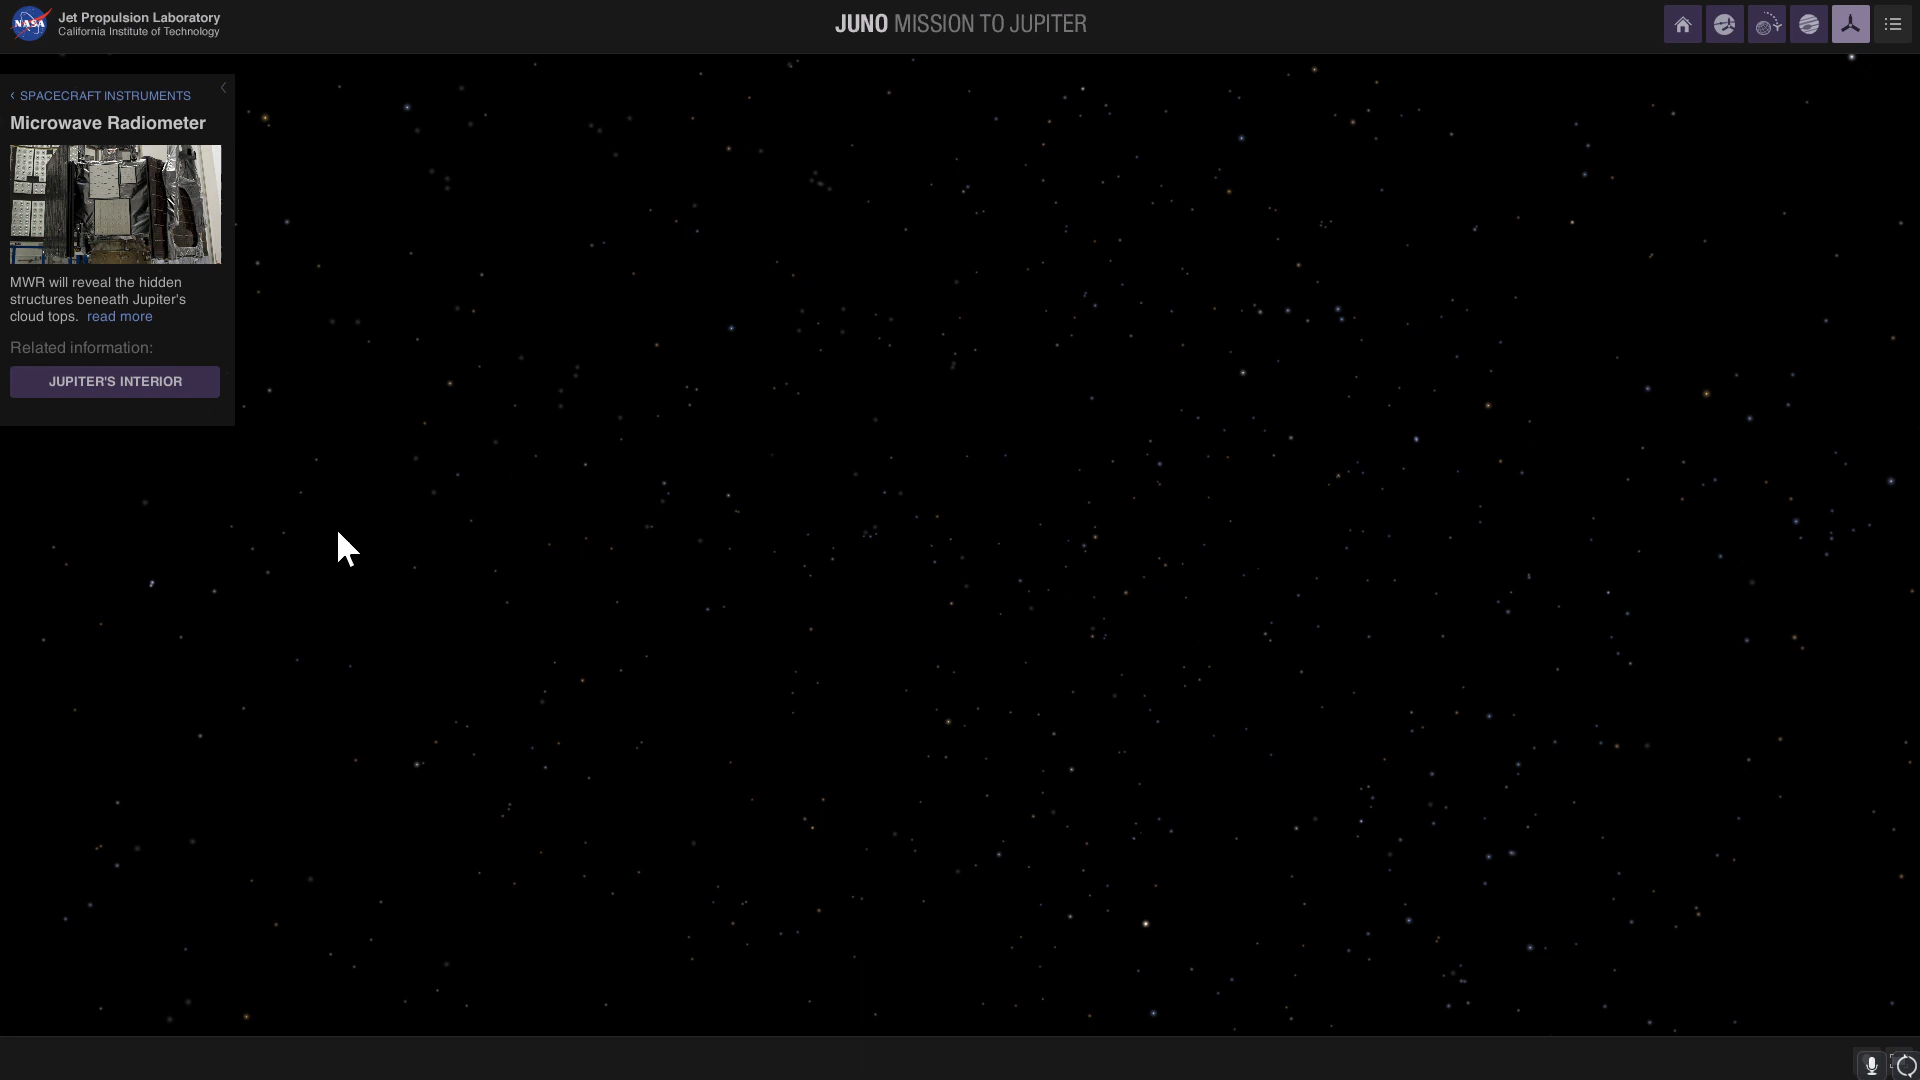 NASA
Jet Propulsion Laboratory
California Institute of Technology
JUNO MISSION TO JUPITER
‹ SPACECRAFT INSTRUMENTS
Microwave Radiometer
MWR will reveal the hidden
structures beneath Jupiter's
cloud tops. read more
Related information:
JUPITER'S INTERIOR